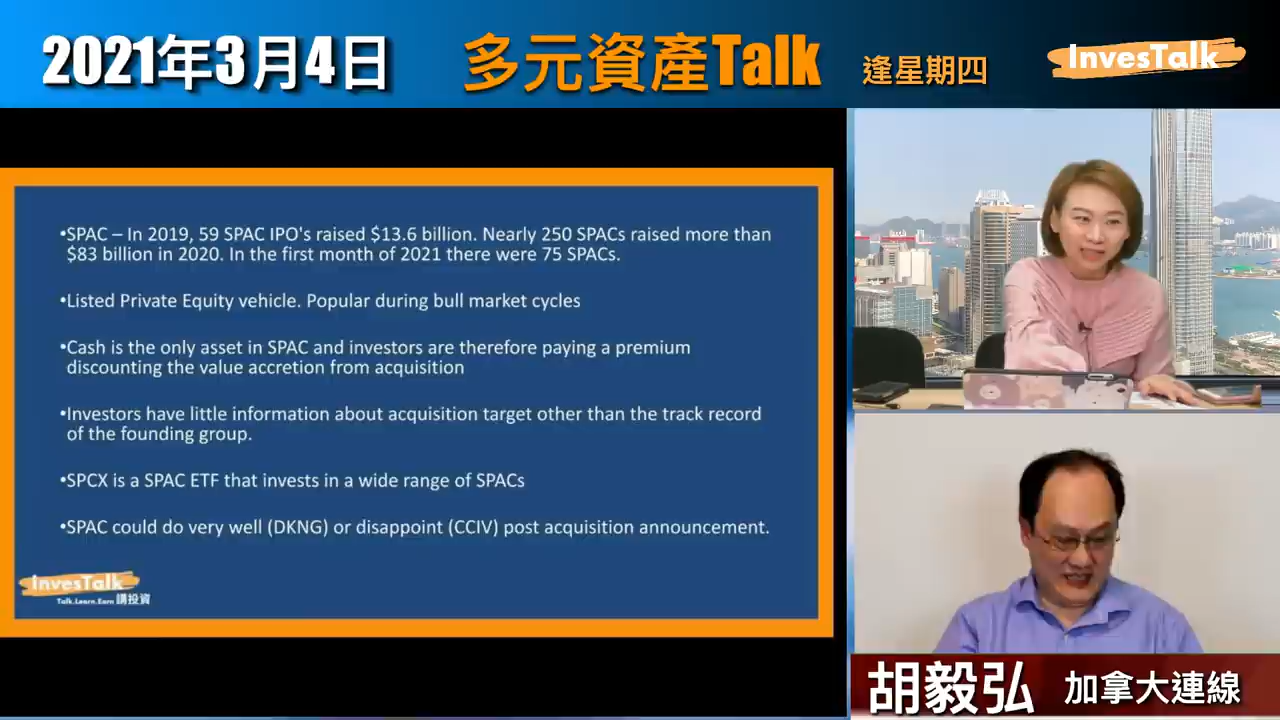 2021年3月4日
多元資產Talk
逢星期四
InvesTalk
•SPAC – In 2019, 59 SPAC IPO's raised $13.6 billion. Nearly 250 SPACs raised more than
$83 billion in 2020. In the first month of 2021 there were 75 SPACs.
•Listed Private Equity vehicle. Popular during bull market cycles
•Cash is the only asset in SPAC and investors are therefore paying a premium
discounting the value accretion from acquisition
•Investors have little information about acquisition target other than the track record
of the founding group.
•SPCX is a SPAC ETF that invests in a wide range of SPACs
•SPAC could do very well (DKNG) or disappoint (CCIV) post acquisition announcement.
InvesTalk
Talk.Learn.Earn 講投資
胡毅弘
加拿大連線